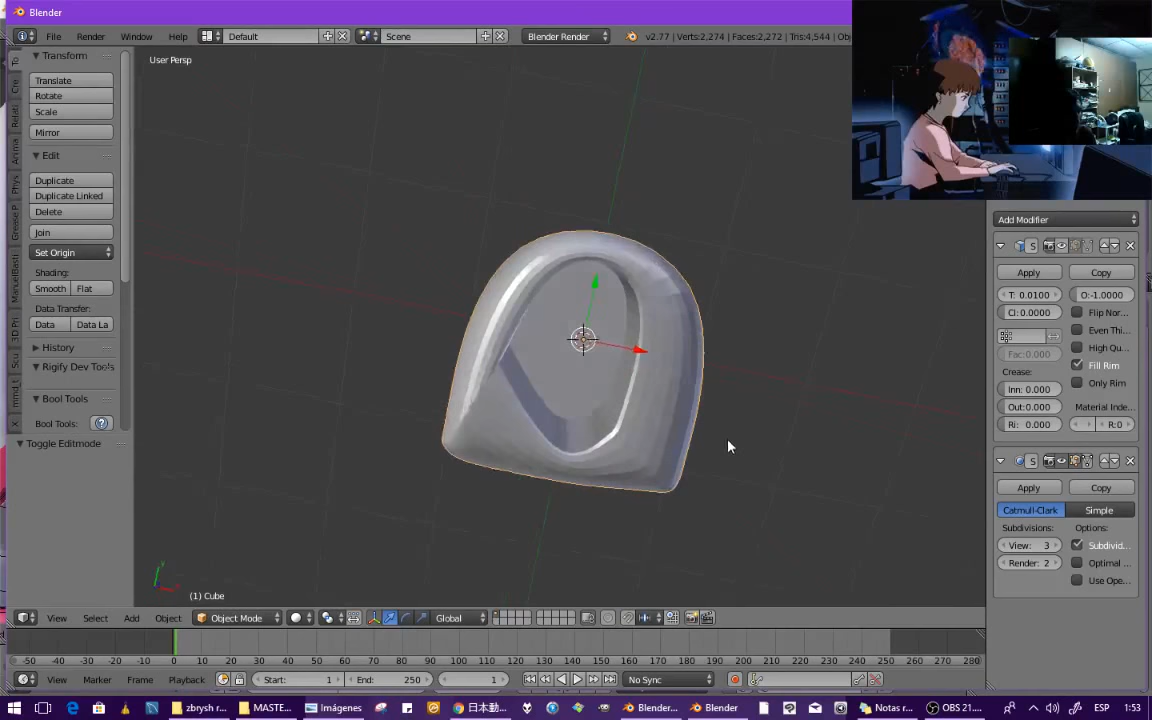 Blender
File Render Window Help Default Scene Blender Render v2.77 | Verts:2,274 | Faces:2,272 | Tris:4,544 |
User Persp
Transform
Translate
Rotate
Scale
Mirror
Edit
Duplicate
Duplicate Linked
Delete
Join
Set Origin
Shading:
Smooth Flat
Data Transfer:
Data Data La
History
Rigify Dev Tools
Bool Tools
Bool Tools:
Toggle Editmode
Add Modifier
S
Apply Copy
T: 0.0100 O:-1.0000
Cl:0.0000 Flip Nor...
Even Thi...
High Qu...
Fac:0.000 Fill Rim
Crease: Only Rim
Inn: 0.000
Out:0.000 Material Inde...
Ri: 0.000 R:0
S
Apply Copy
Catmull-Clark Simple
Subdivisions: Options:
View: 3 Subdivid...
Render: 2 Optimal ...
Use Ope...
(1) Cube
View Select Add Object Object Mode Global
-50 -40 -30 -20 -10 0 10 20 30 40 50 60 70 80 90 100 110 120 130 140 150 160 170 180 190 200 210 220 230 240 250 260 270 280
View Marker Frame Playback Start: 1 End: 250 1 No Sync
zbrysh r... MASTE... Imágenes 日本動... Blender... Blender Notas r... OBS 21.... ESP 1:53